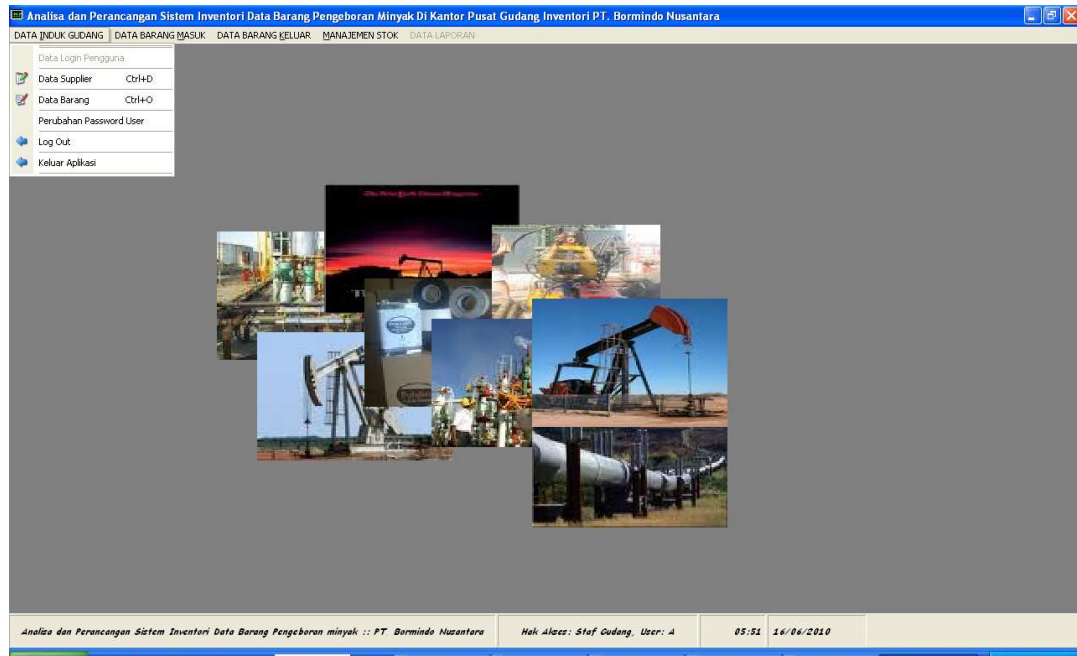 Analisa dan Perancangan Sistem Inventori Data Barang Pengeboran Minyak Di Kantor Pusat Gudang Inventori PT. Bormindo Nusantara
DATA INDUK GUDANG DATA BARANG MASUK DATA BARANG KELUAR MANAJEMEN STOK DATA LAPORAN
Data Login Pengguna
Data Supplier Ctrl+D
Data Barang Ctrl+O
Perubahan Password User
Log Out
Keluar Aplikasi
Analisa dan Perancangan Sistem Inventori Data Barang Pengeboran minyak :: PT. Bormindo Nusantara Hak Akses: Staf Gudang, User: A 05:51 16/06/2010